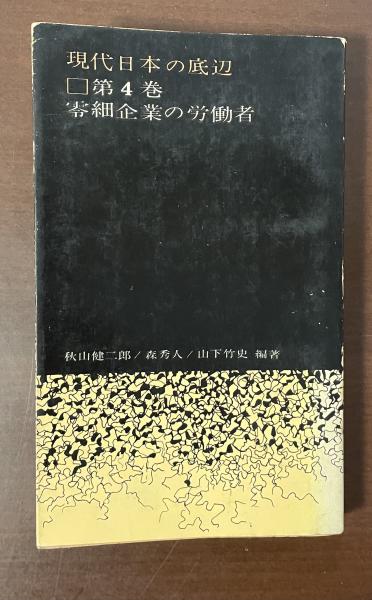 現代日本の底辺
□第4巻
零細企業の労働者
秋山健二郎/森秀人/山下竹史 編著